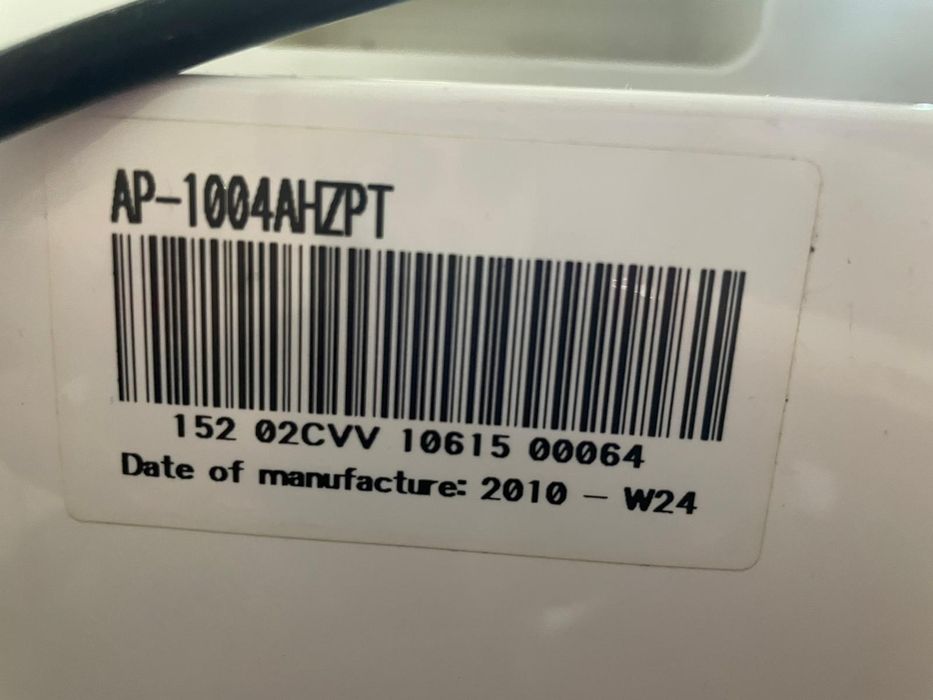 AP-1004AHZPT
152 02CVV 10615 00064
Date of manufacture: 2010 - W24